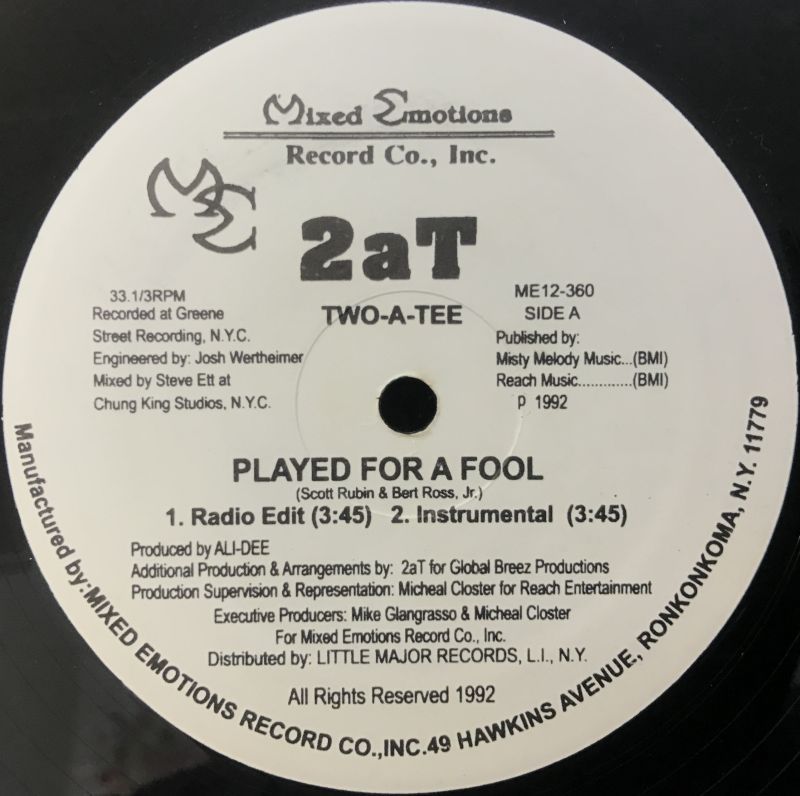 Mixed Emotions
Record Co., Inc.
ME
2aT
TWO-A-TEE
33.1/3RPM
Recorded at Greene
Street Recording, N.Y.C.
Engineered by: Josh Wertheimer
Mixed by Steve Ett at
Chung King Studios, N.Y.C.
ME12-360
SIDE A
Published by:
Misty Melody Music...(BMI)
Reach Music.............(BMI)
p 1992
PLAYED FOR A FOOL
(Scott Rubin & Bert Ross, Jr.)
1. Radio Edit (3:45) 2. Instrumental (3:45)
Produced by ALI-DEE
Additional Production & Arrangements by: 2aT for Global Breez Productions
Production Supervision & Representation: Micheal Closter for Reach Entertainment
Executive Producers: Mike Glangrasso & Micheal Closter
For Mixed Emotions Record Co., Inc.
Distributed by: LITTLE MAJOR RECORDS, L.I., N.Y.
All Rights Reserved 1992
Manufactured by:MIXED EMOTIONS RECORD CO.,INC.49 HAWKINS AVENUE, RONKONKOMA, N.Y. 11779